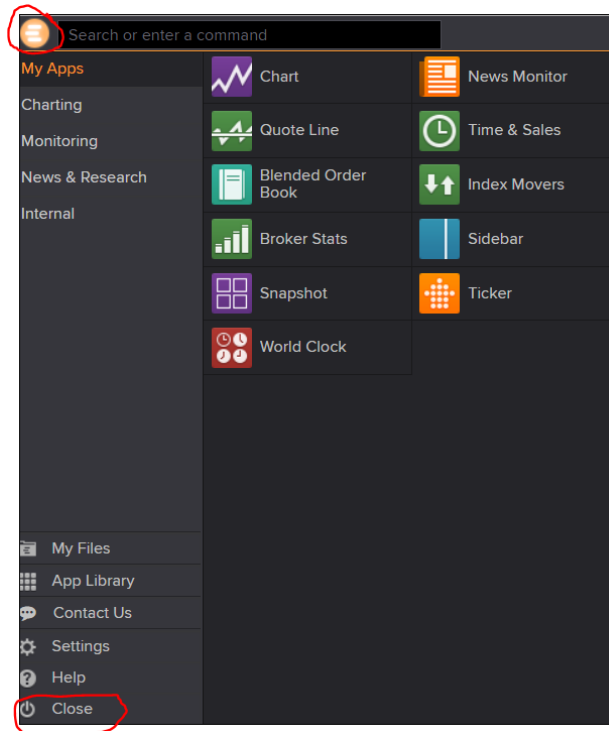 Search or enter a command
My Apps
Charting
Monitoring
News & Research
Internal
Chart
News Monitor
Quote Line
Time & Sales
Blended Order
Book
Index Movers
Broker Stats
Sidebar
Snapshot
Ticker
World Clock
My Files
App Library
Contact Us
Settings
Help
Close